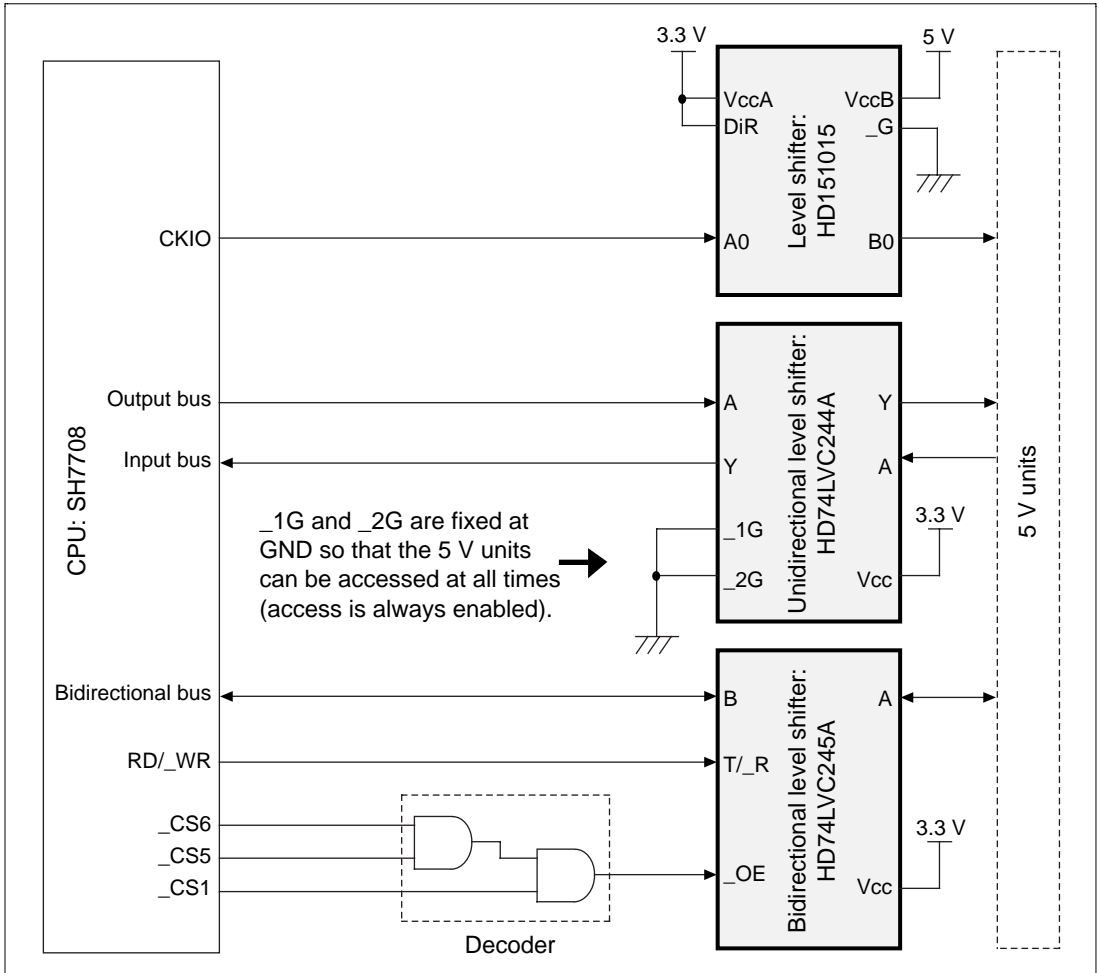 3.3 V
5 V
VccA
VccB
DiR
_G
Level shifter:
HD151015
CKIO
A0
B0
CPU: SH7708
5 V units
Output bus
A
Y
Input bus
Y
A
Unidirectional level shifter:
HD74LVC244A
_1G and _2G are fixed at
GND so that the 5 V units
can be accessed at all times
(access is always enabled).
_1G
_2G
3.3 V
Vcc
Bidirectional bus
B
A
RD/_WR
T/_R
Bidirectional level shifter:
HD74LVC245A
_CS6
_CS5
_CS1
_OE
3.3 V
Vcc
Decoder